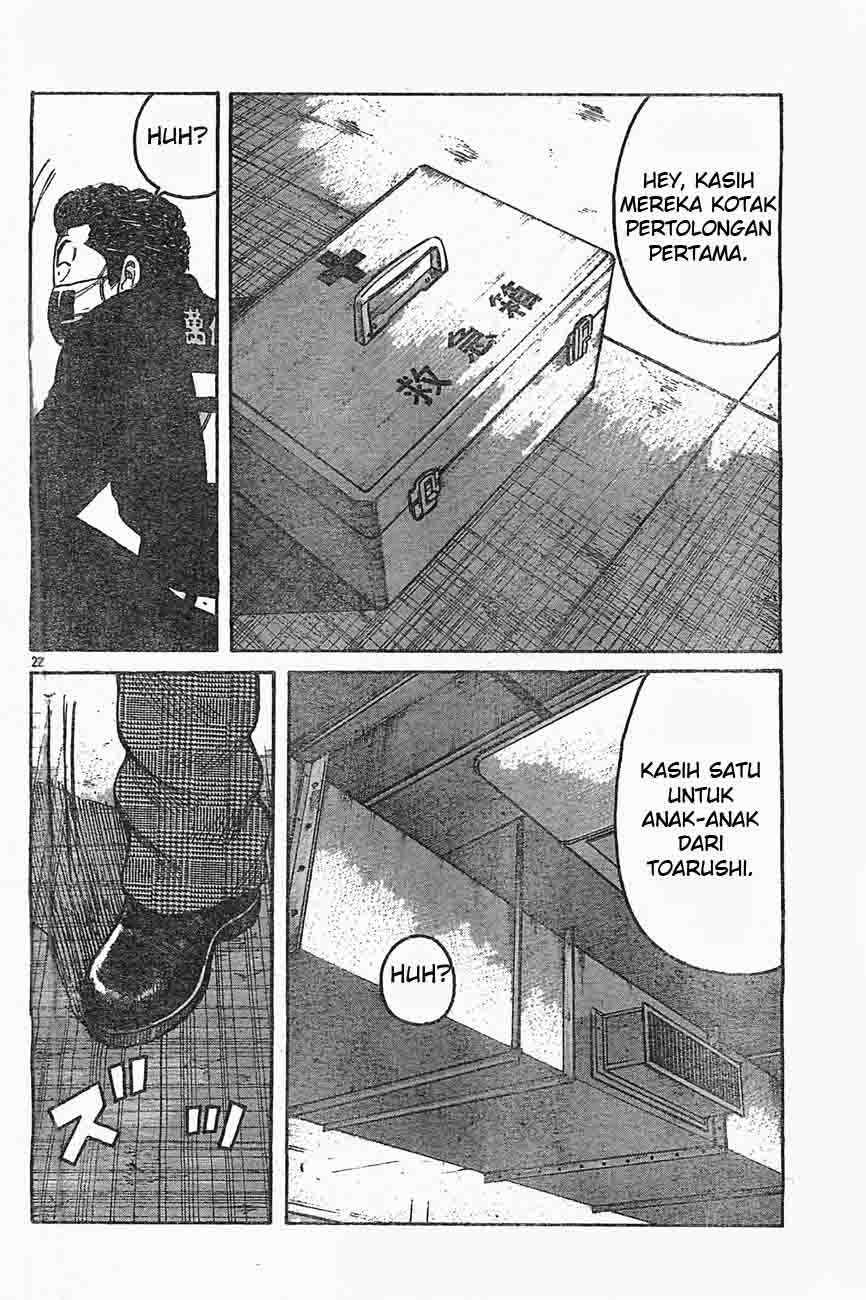 HEY, KASIH
MEREKA KOTAK
PERTOLONGAN
PERTAMA.
救急箱
HUH?
萬
22
KASIH SATU
UNTUK
ANAK-ANAK
DARI
TOARUSHI.
HUH?
ズッ